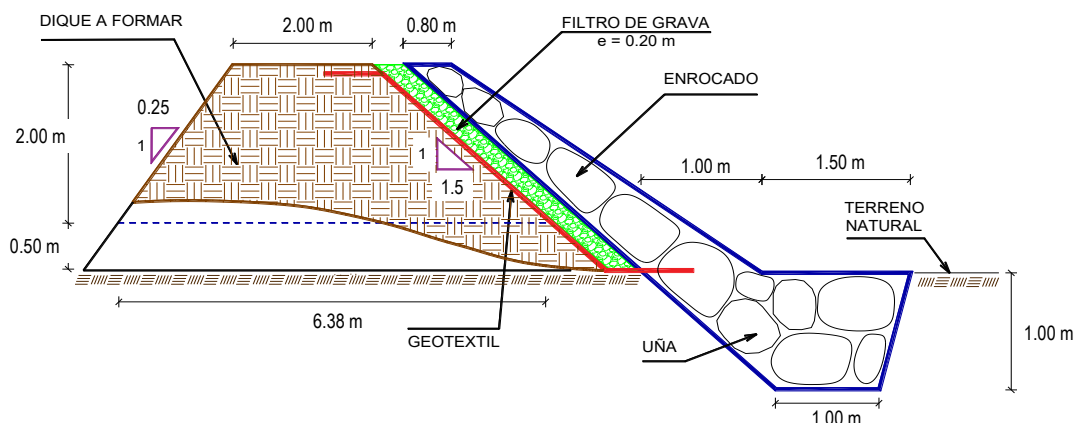 DIQUE A FORMAR
2.00 m
0.80 m
FILTRO DE GRAVA
e = 0.20 m
ENROCADO
0.25
1
2.00 m
1
1.5
1.00 m
1.50 m
TERRENO
NATURAL
0.50 m
6.38 m
GEOTEXTIL
UÑA
1.00 m
1.00 m